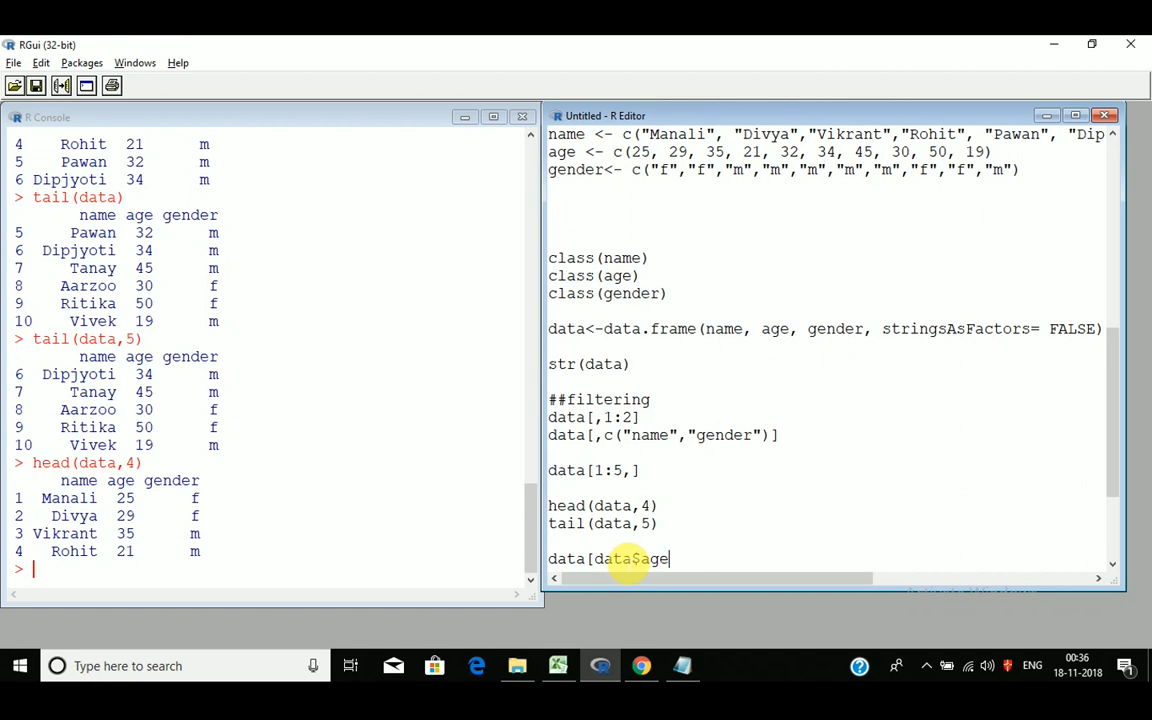 RGui (32-bit)
File Edit Packages Windows Help
R Console
4 Rohit 21 m
5 Pawan 32 m
6 Dipjyoti 34 m
> tail(data)
name age gender
5 Pawan 32 m
6 Dipjyoti 34 m
7 Tanay 45 m
8 Aarzoo 30 f
9 Ritika 50 f
10 Vivek 19 m
> tail(data,5)
name age gender
6 Dipjyoti 34 m
7 Tanay 45 m
8 Aarzoo 30 f
9 Ritika 50 f
10 Vivek 19 m
> head(data,4)
name age gender
1 Manali 25 f
2 Divya 29 f
3 Vikrant 35 m
4 Rohit 21 m
>
Untitled - R Editor
name <- c("Manali", "Divya","Vikrant","Rohit", "Pawan", "Dip
age <- c(25, 29, 35, 21, 32, 34, 45, 30, 50, 19)
gender<- c("f","f","m","m","m","m","m","f","f","m")
class(name)
class(age)
class(gender)
data<-data.frame(name, age, gender, stringsAsFactors= FALSE)
str(data)
##filtering
data[,1:2]
data[,c("name","gender")]
data[1:5,]
head(data,4)
tail(data,5)
data[data$age
Type here to search
ENG
00:36
18-11-2018
1